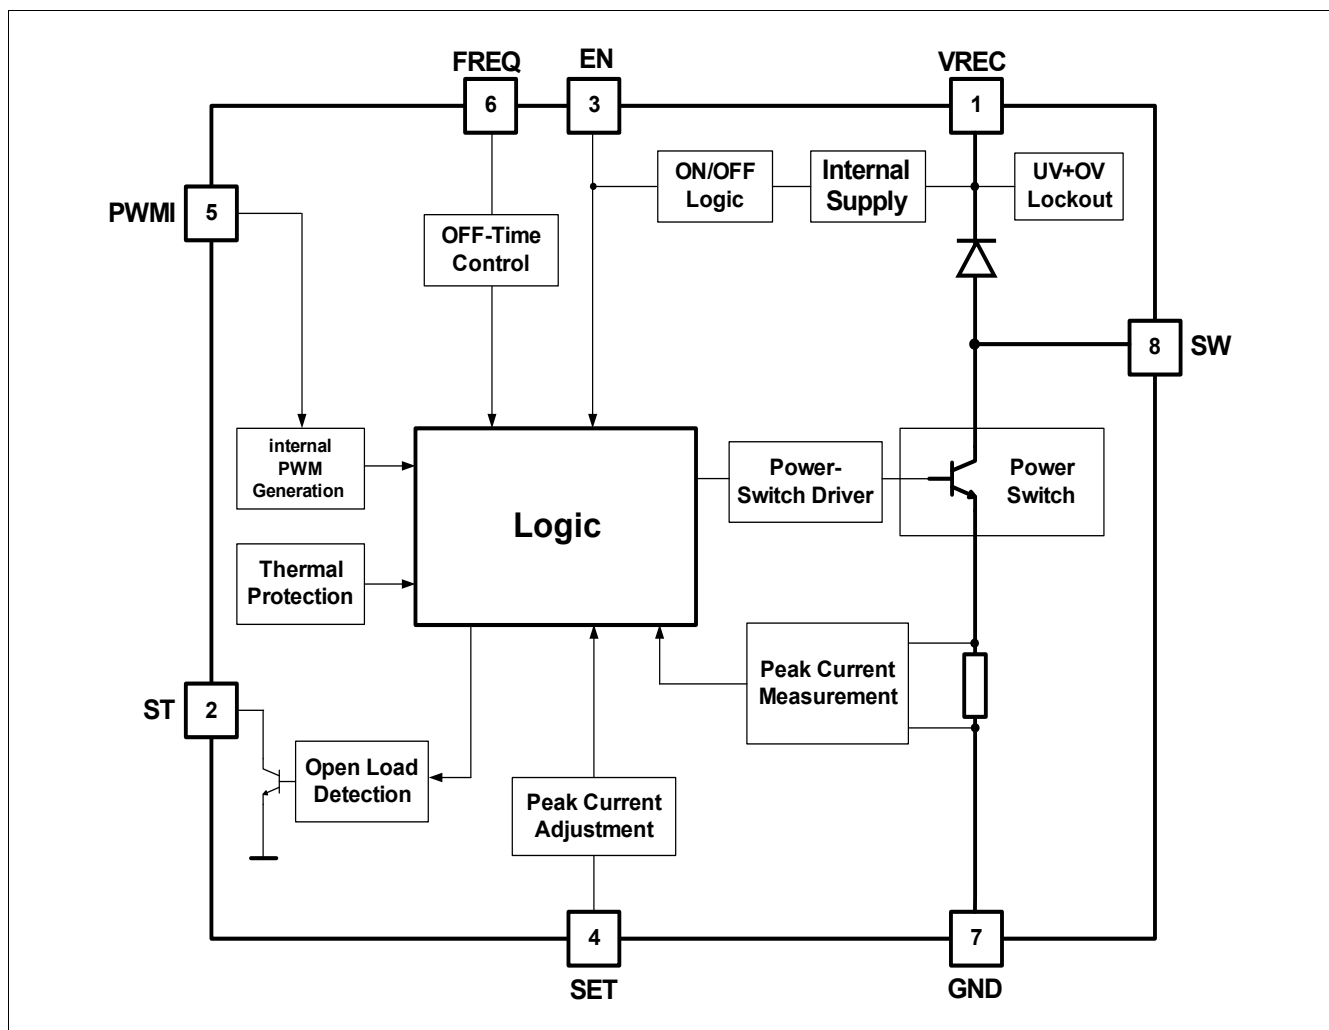 FREQ
EN
VREC
6
3
1
ON/OFF
Logic
Internal
Supply
UV+OV
Lockout
PWMI
5
OFF-Time
Control
8
SW
internal
PWM
Generation
Logic
Power-
Switch Driver
Power
Switch
Thermal
Protection
Peak Current
Measurement
ST
2
Open Load
Detection
Peak Current
Adjustment
4
7
SET
GND